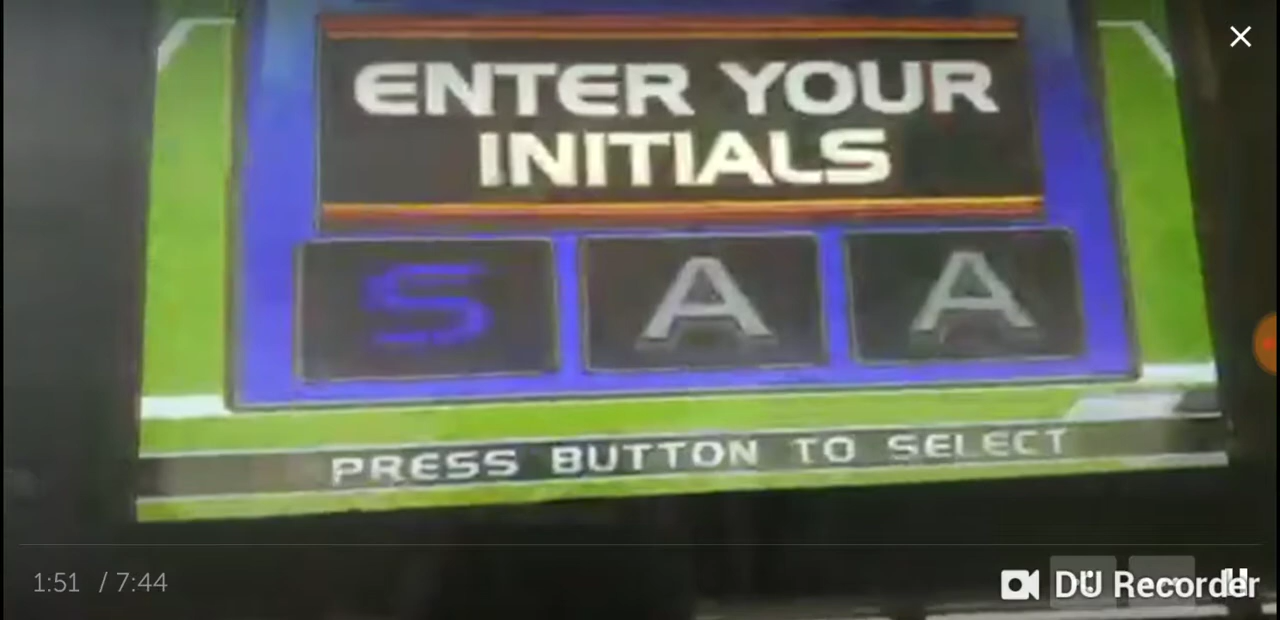 ENTER YOUR
INITIALS
S A A
PRESS BUTTON TO SELECT
1:51 / 7:44
DU Recorder